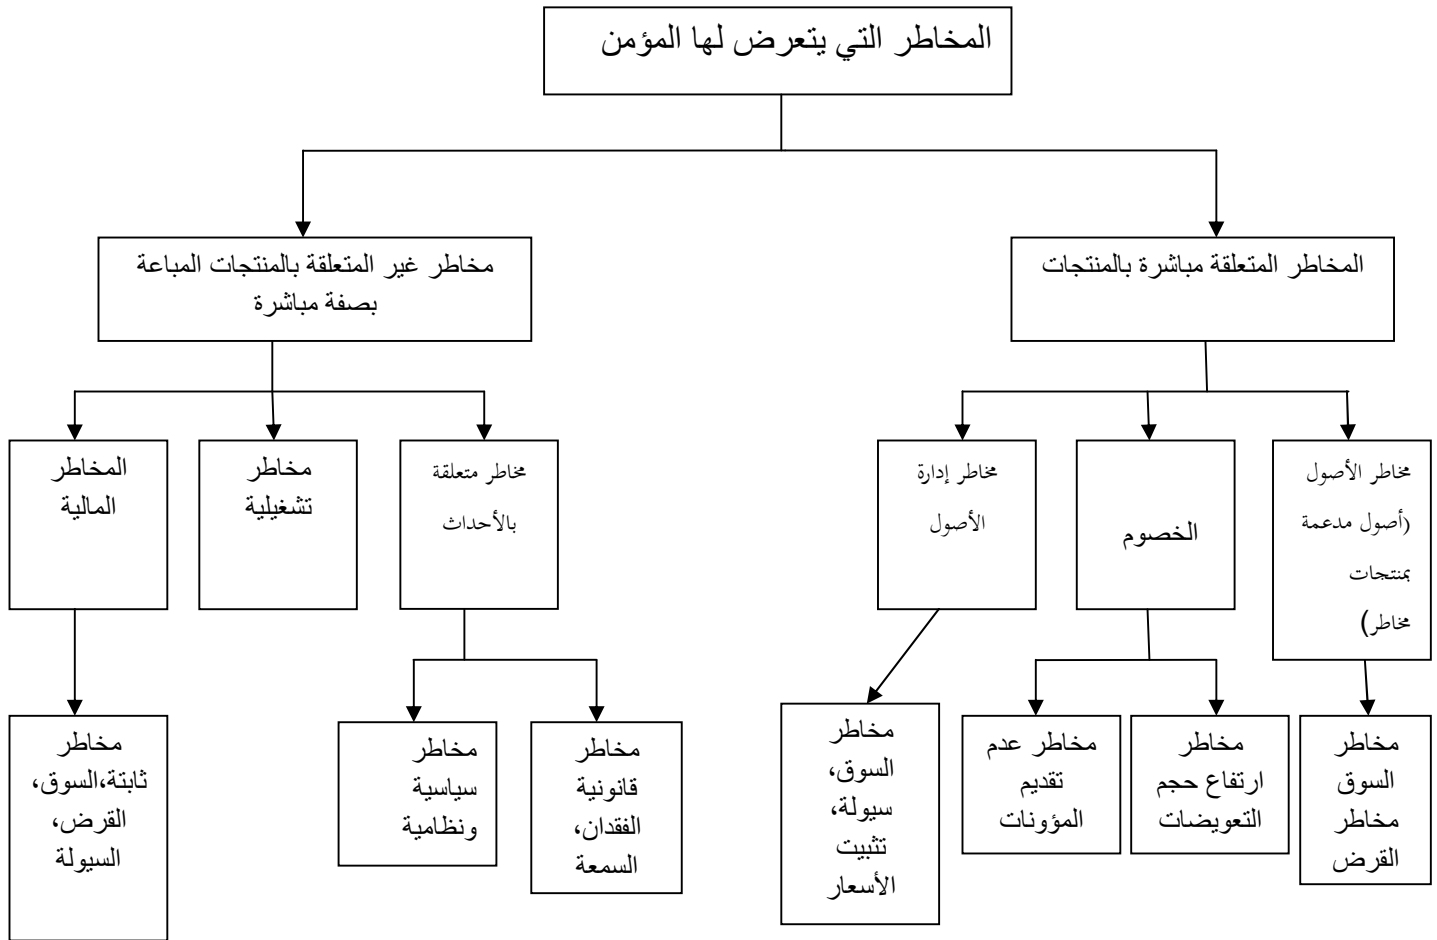 المخاطر التي يتعرض لها المؤمن
المخاطر المتعلقة مباشرة بالمنتجات
مخاطر غير المتعلقة بالمنتجات المباعة
بصفة مباشرة
مخاطر الأصول
(أصول مدعمة
بمنتجات
مخاطر)
الخصوم
مخاطر إدارة
الأصول
مخاطر متعلقة
بالأحداث
مخاطر
تشغيلية
المخاطر
المالية
مخاطر
السوق
مخاطر
القرض
مخاطر
ارتفاع حجم
التعويضات
مخاطر عدم
تقديم
المؤونات
مخاطر
السوق،
سيولة،
تثبيت
الأسعار
مخاطر
قانونية
الفقدان،
السمعة
مخاطر
سياسية
ونظامية
مخاطر
ثابتة،السوق،
القرض،
السيولة